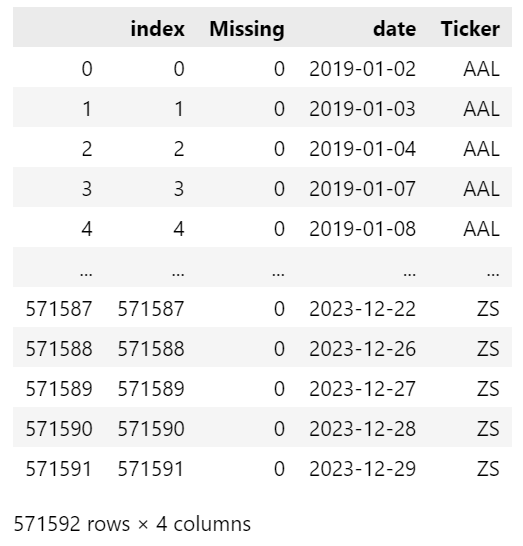 index Missing date Ticker
0 0 0 2019-01-02 AAL
1 1 0 2019-01-03 AAL
2 2 0 2019-01-04 AAL
3 3 0 2019-01-07 AAL
4 4 0 2019-01-08 AAL
... ... ... ... ...
571587 571587 0 2023-12-22 ZS
571588 571588 0 2023-12-26 ZS
571589 571589 0 2023-12-27 ZS
571590 571590 0 2023-12-28 ZS
571591 571591 0 2023-12-29 ZS
571592 rows × 4 columns